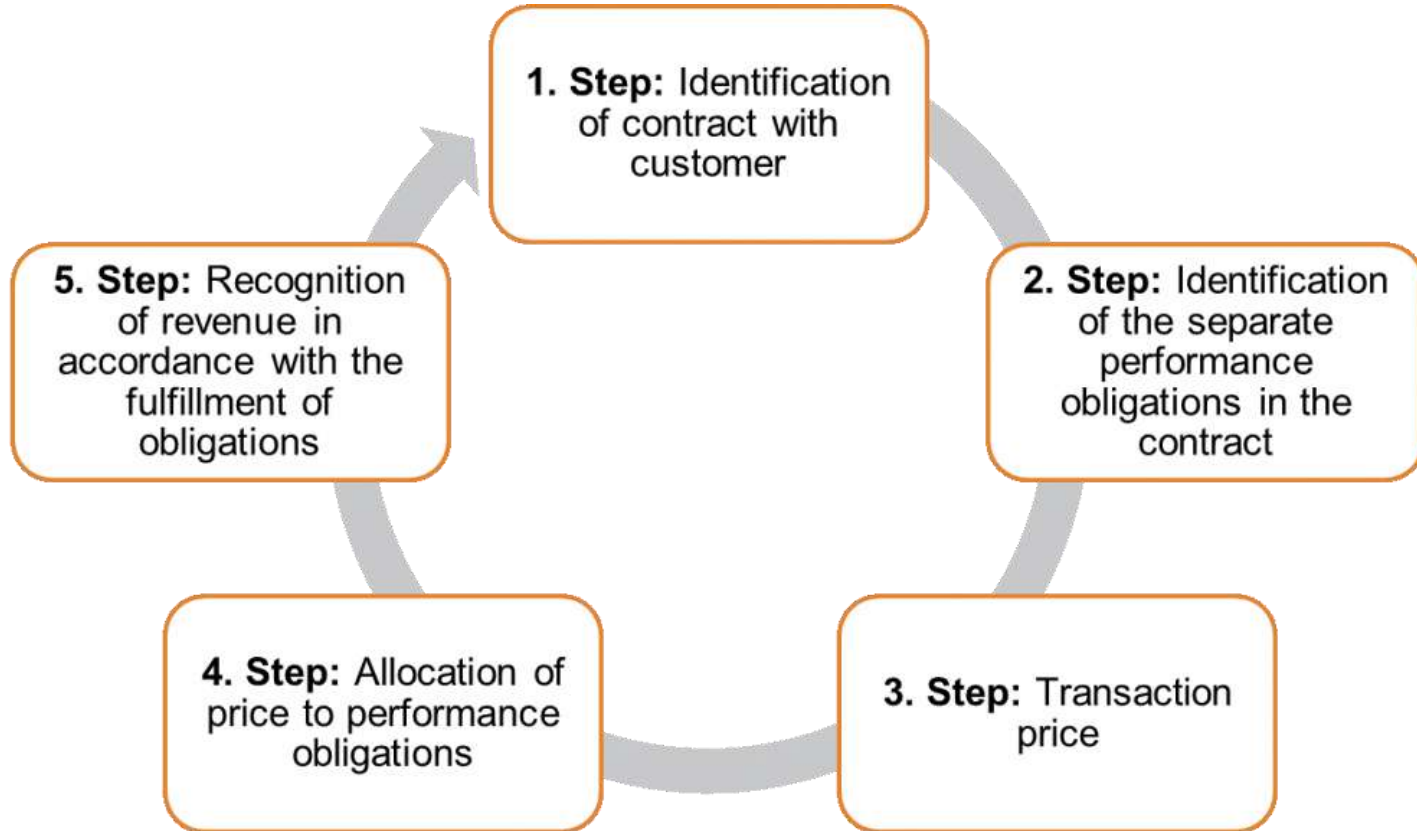 1. Step: Identification
of contract with
customer
2. Step: Identification
of the separate
performance
obligations in the
contract
3. Step: Transaction
price
4. Step: Allocation of
price to performance
obligations
5. Step: Recognition
of revenue in
accordance with the
fulfillment of
obligations